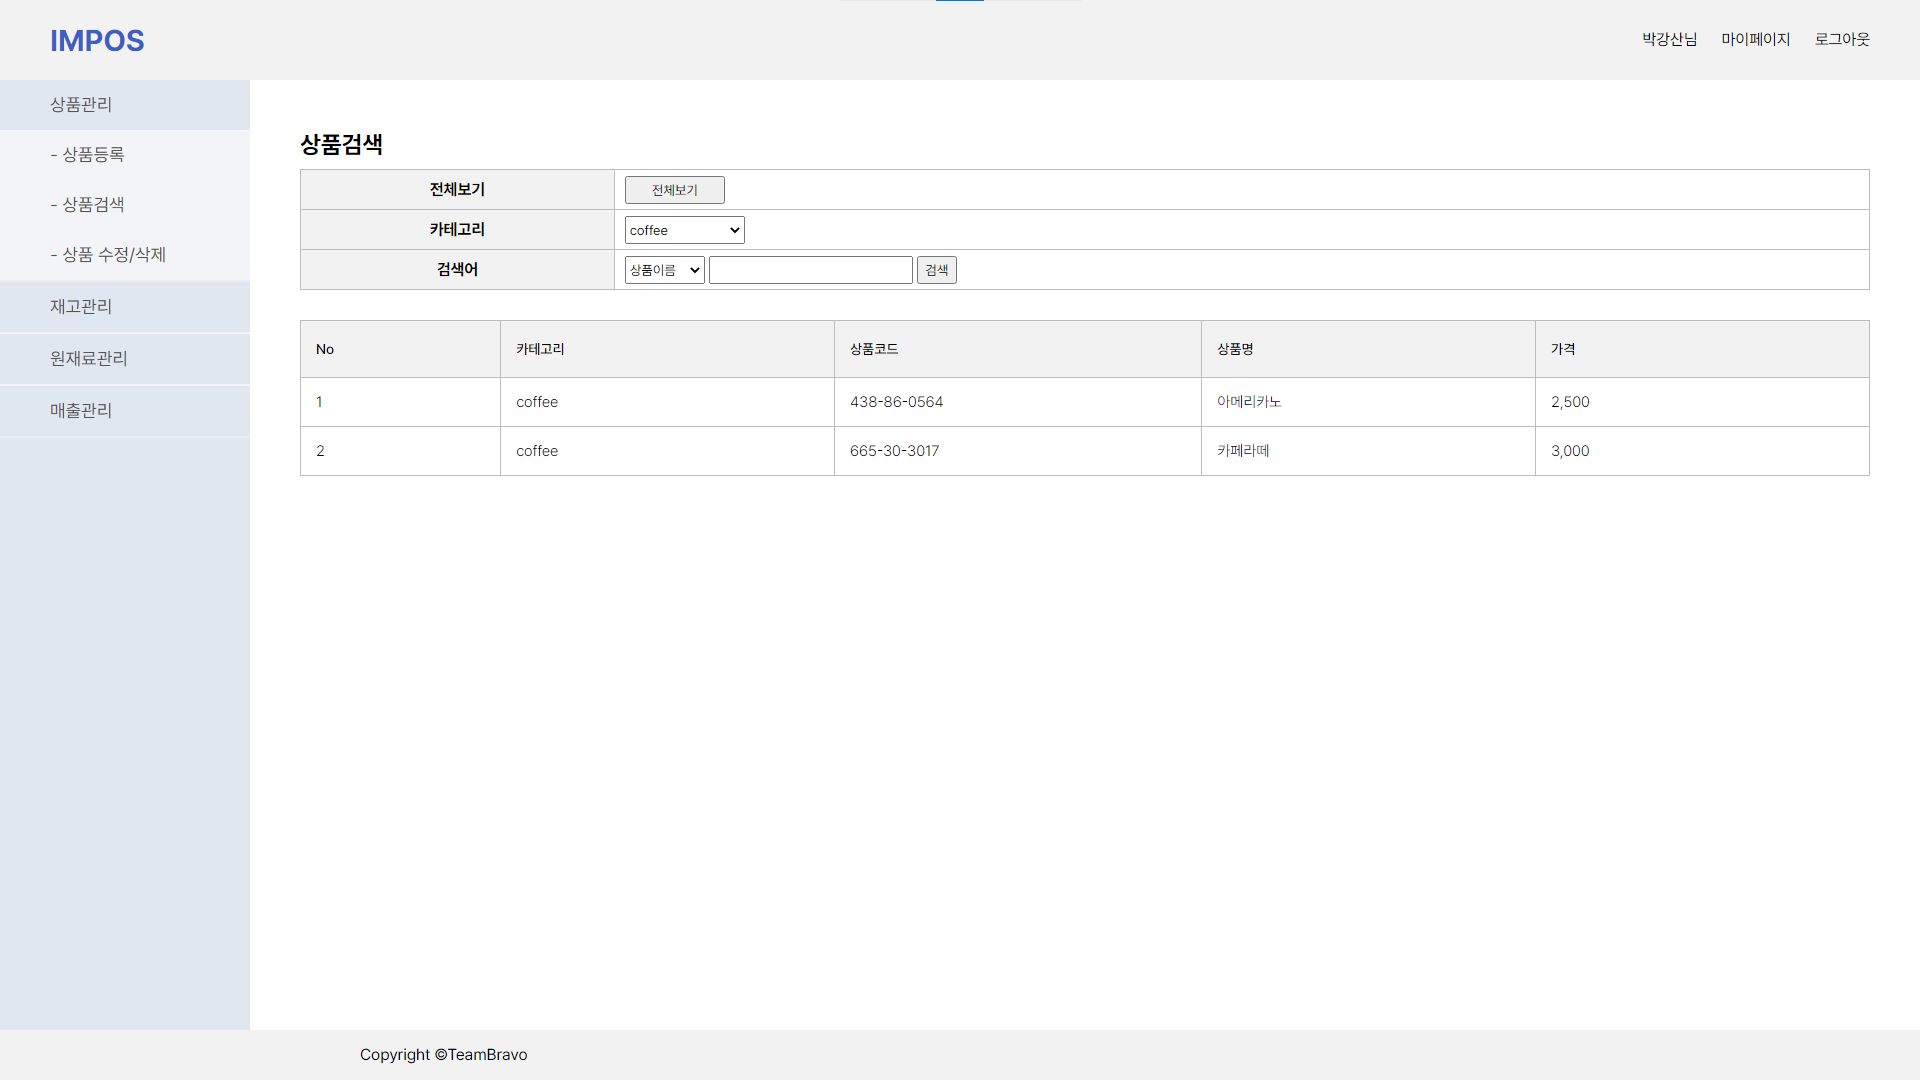 IMPOS
박강산님 마이페이지 로그아웃
상품관리
- 상품등록
- 상품검색
- 상품 수정/삭제
재고관리
원재료관리
매출관리
상품검색
전체보기 전체보기
카테고리 coffee
검색어 상품이름 검색
No 카테고리 상품코드 상품명 가격
1 coffee 438-86-0564 아메리카노 2,500
2 coffee 665-30-3017 카페라떼 3,000
Copyright ©TeamBravo